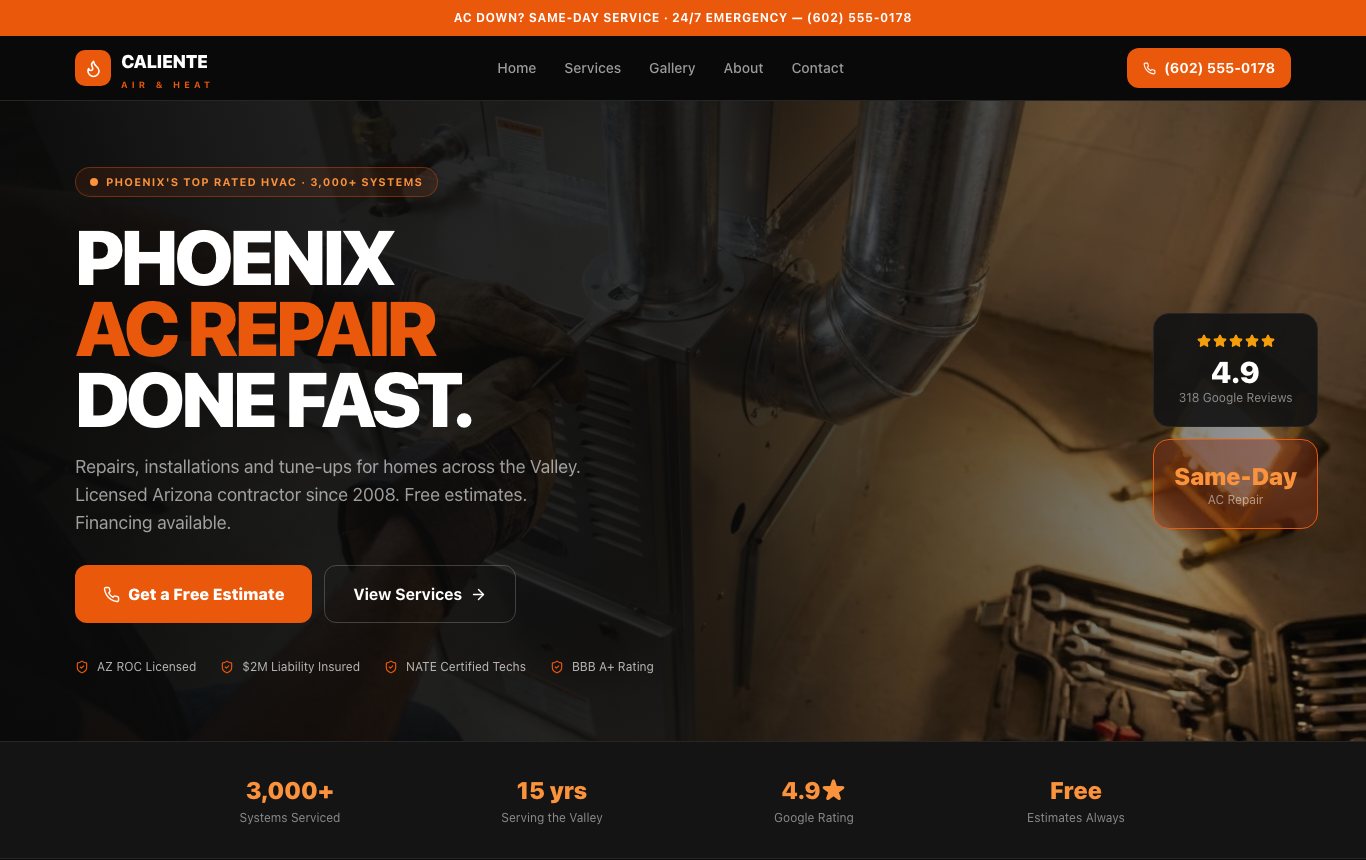 AC DOWN? SAME-DAY SERVICE · 24/7 EMERGENCY — (602) 555-0178
CALIENTE
AIR & HEAT
Home
Services
Gallery
About
Contact
(602) 555-0178
PHOENIX'S TOP RATED HVAC · 3,000+ SYSTEMS
PHOENIX
AC REPAIR
DONE FAST.
Repairs, installations and tune-ups for homes across the Valley.
Licensed Arizona contractor since 2008. Free estimates.
Financing available.
Get a Free Estimate
View Services →
AZ ROC Licensed
$2M Liability Insured
NATE Certified Techs
BBB A+ Rating
★★★★★
4.9
318 Google Reviews
Same-Day
AC Repair
3,000+
Systems Serviced
15 yrs
Serving the Valley
4.9★
Google Rating
Free
Estimates Always